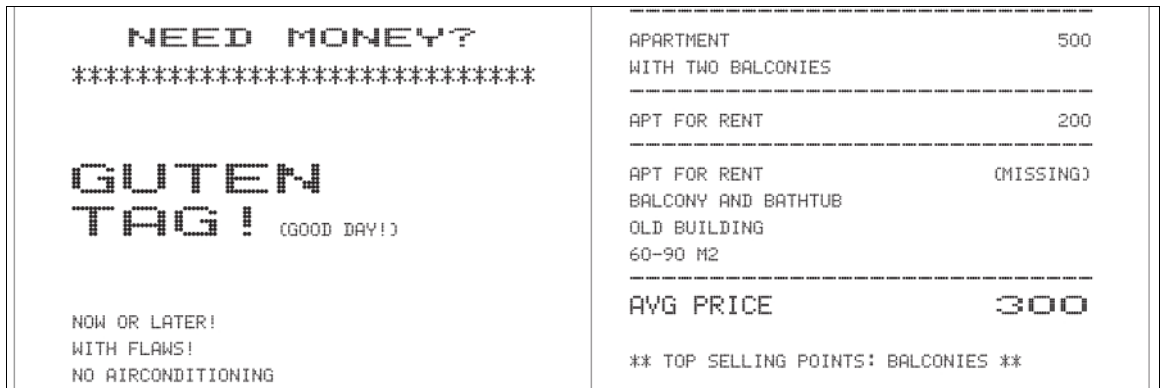 NEED MONEY?
******************************
GUTEN
TAG! (GOOD DAY!)
NOW OR LATER!
WITH FLAWS!
NO AIRCONDITIONING
APARTMENT 500
WITH TWO BALCONIES
APT FOR RENT 200
APT FOR RENT (MISSING)
BALCONY AND BATHTUB
OLD BUILDING
60-90 M2
AVG PRICE 300
** TOP SELLING POINTS: BALCONIES **